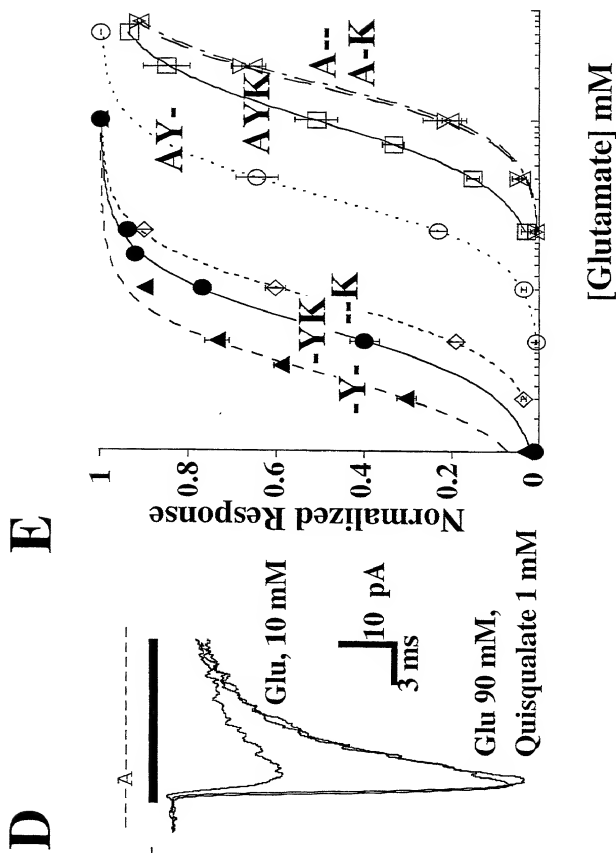 D
A
Glu, 10 mM
10 pA
3 ms
Glu 90 mM,
Quisqualate 1 mM
E
Normalized Response
1
0.8
0.6
0.4
0.2
0
-Y-
-YK
--K
AY-
AYK
A--
A-K
[Glutamate] mM